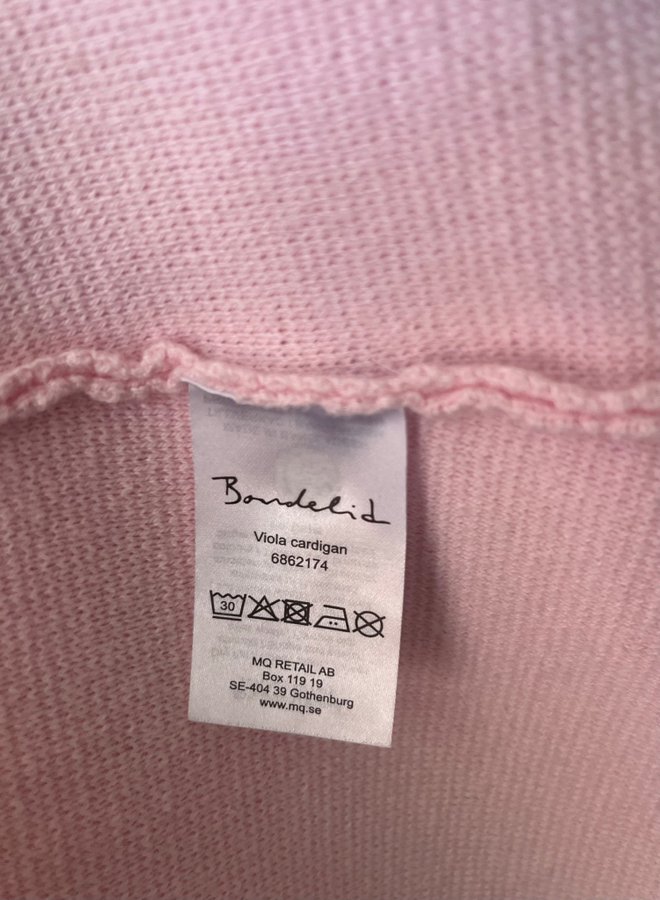 Bondelid
Viola cardigan
6862174
30
MQ RETAIL AB
Box 119 19
SE-404 39 Gothenburg
www.mq.se